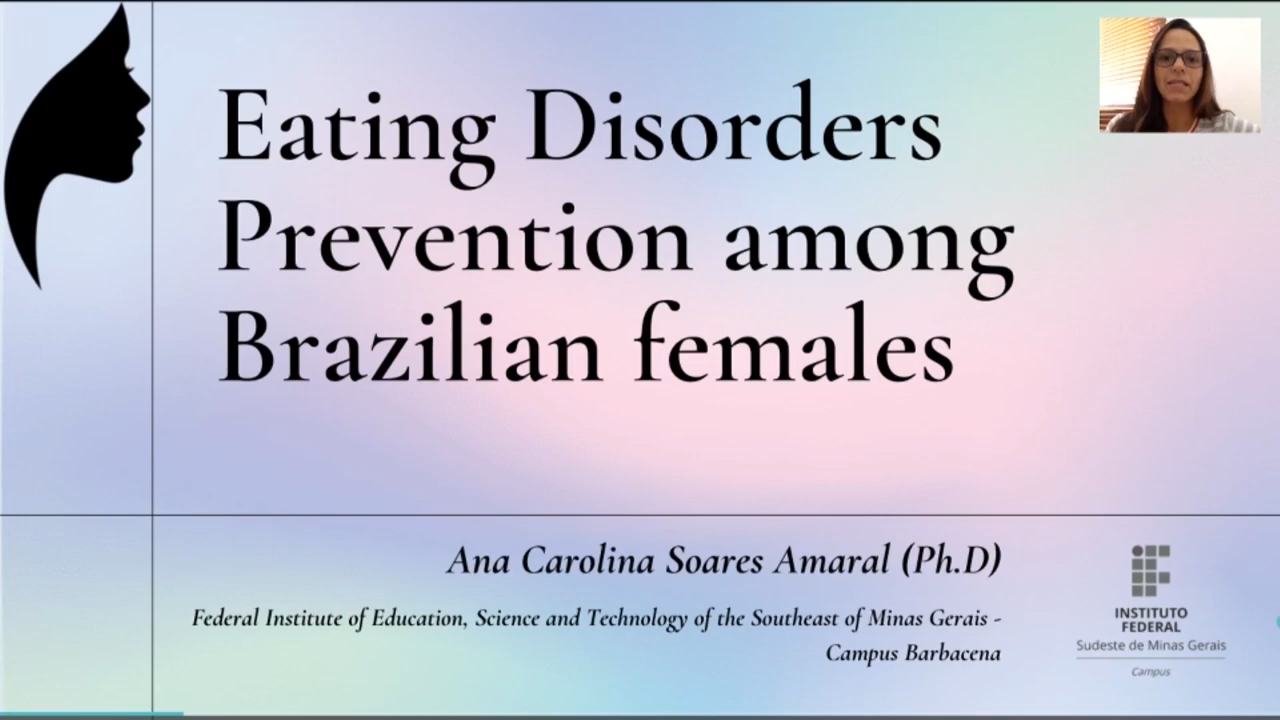 Eating Disorders
Prevention among
Brazilian females
Ana Carolina Soares Amaral (Ph.D)
Federal Institute of Education, Science and Technology of the Southeast of Minas Gerais -
Campus Barbacena
INSTITUTO
FEDERAL
Sudeste de Minas Gerais
Campus